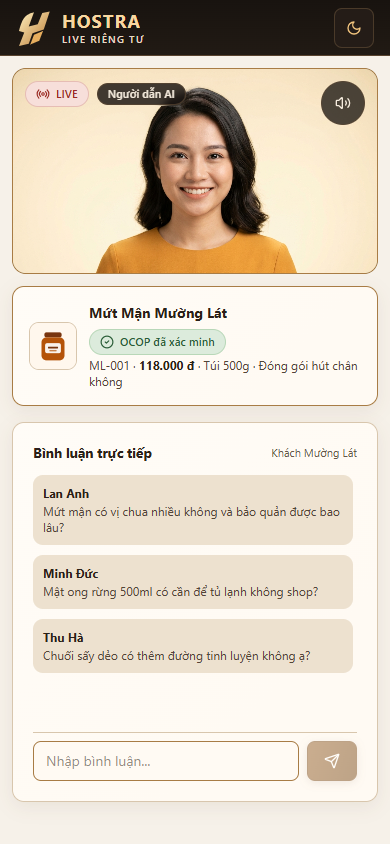 HOSTRA
LIVE RIÊNG TƯ
LIVE
Người dẫn AI
Mứt Mận Mường Lát
OCOP đã xác minh
ML-001 · 118.000 đ · Túi 500g · Đóng gói hút chân
không
Bình luận trực tiếp
Khách Mường Lát
Lan Anh
Mứt mận có vị chua nhiều không và bảo quản được bao
lâu?
Minh Đức
Mật ong rừng 500ml có cần để tủ lạnh không shop?
Thu Hà
Chuối sấy dẻo có thêm đường tinh luyện không ạ?
Nhập bình luận...